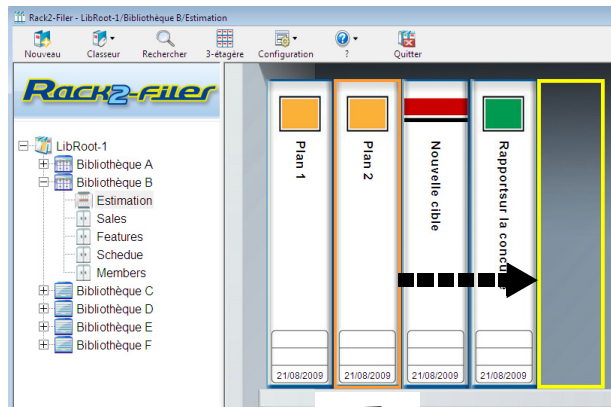 Rack2-Filer - LibRoot-1/Bibliothèque B/Estimation
Nouveau Classeur Rechercher 3-étagère Configuration ? Quitter
Rack2-Filer
LibRoot-1
Bibliothèque A
Bibliothèque B
Estimation
Sales
Features
Schedue
Members
Bibliothèque C
Bibliothèque D
Bibliothèque E
Bibliothèque F
Plan 1
Plan 2
Nouvelle cible
Rapportsur la
21/08/2009 21/08/2009 21/08/2009 21/08/2009